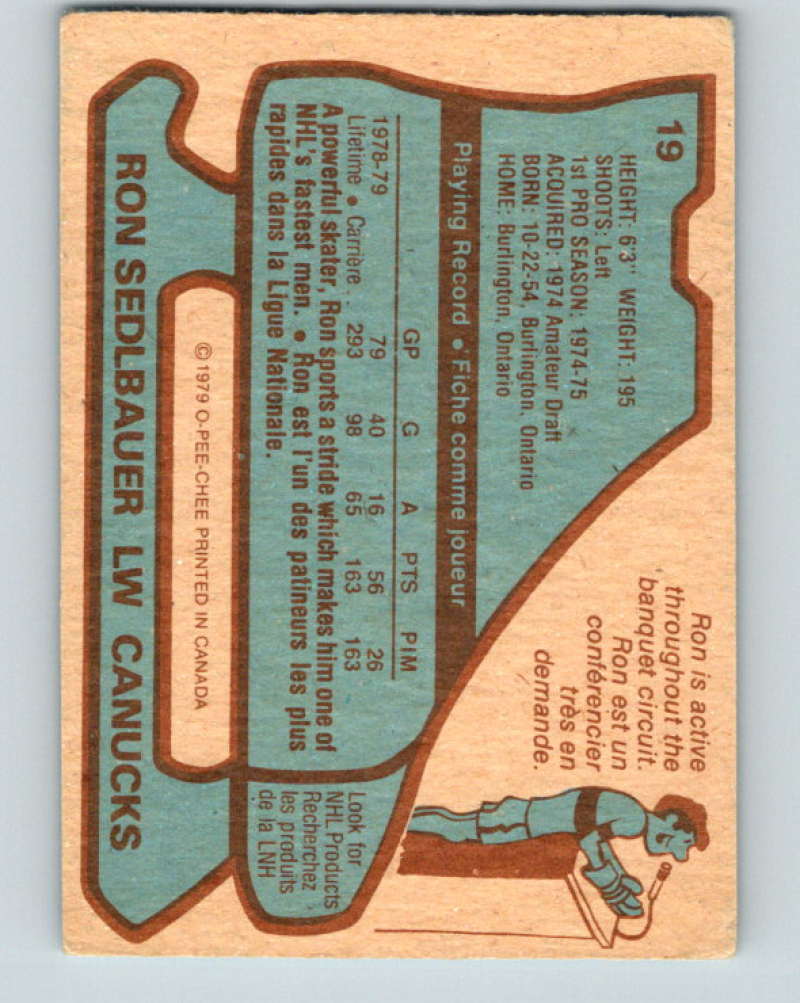 19
HEIGHT: 6'3" WEIGHT: 195
SHOOTS: Left
1st PRO SEASON: 1974-75
ACQUIRED: 1974 Amateur Draft
BORN: 10-22-54, Burlington, Ontario
HOME: Burlington, Ontario
Ron is active
throughout the
banquet circuit.
Ron est un
conférencier
très en
demande.
Playing Record • Fiche comme joueur
GP G A PTS PIM
1978-79 79 40 16 56 26
Lifetime • Carrière . 293 98 65 163 163
A powerful skater, Ron sports a stride which makes him one of
NHL's fastest men. • Ron est l'un des patineurs les plus
rapides dans la Ligue Nationale.
Look for
NHL Products
Recherchez
les produits
de la LNH
© 1979 O-PEE-CHEE PRINTED IN CANADA
RON SEDLBAUER LW CANUCKS